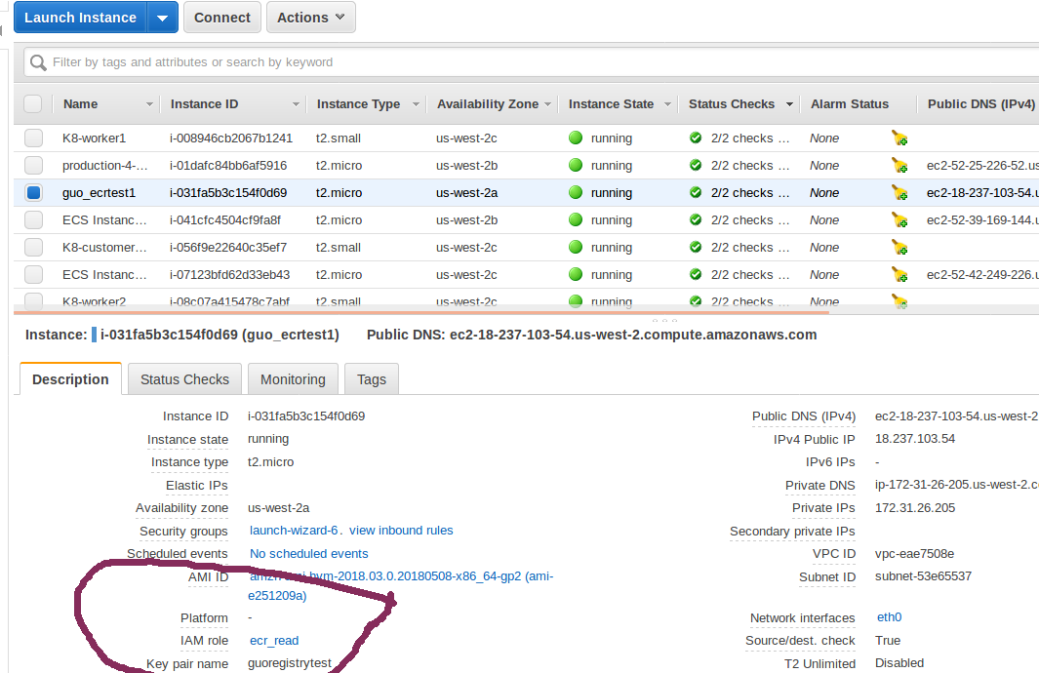 Launch Instance Connect Actions
Filter by tags and attributes or search by keyword
Name Instance ID Instance Type Availability Zone Instance State Status Checks Alarm Status Public DNS (IPv4)
K8-worker1 i-008946cb2067b1241 t2.small us-west-2c running 2/2 checks ... None
production-4-... i-01dafc84bb6af5916 t2.micro us-west-2b running 2/2 checks ... None ec2-52-25-226-52.us
guo_ecrtest1 i-031fa5b3c154f0d69 t2.micro us-west-2a running 2/2 checks ... None ec2-18-237-103-54.u
ECS Instanc... i-041cfc4504cf9fa8f t2.micro us-west-2b running 2/2 checks ... None ec2-52-39-169-144.u
K8-customer... i-056f9e22640c35ef7 t2.small us-west-2c running 2/2 checks ... None
ECS Instanc... i-07123bfd62d33eb43 t2.micro us-west-2c running 2/2 checks ... None ec2-52-42-249-226.u
K8-worker2 i-08c07a415478c7abf t2.small us-west-2c running 2/2 checks ... None
Instance: i-031fa5b3c154f0d69 (guo_ecrtest1) Public DNS: ec2-18-237-103-54.us-west-2.compute.amazonaws.com
Description Status Checks Monitoring Tags
Instance ID i-031fa5b3c154f0d69 Public DNS (IPv4) ec2-18-237-103-54.us-west-2
Instance state running IPv4 Public IP 18.237.103.54
Instance type t2.micro IPv6 IPs -
Elastic IPs Private DNS ip-172-31-26-205.us-west-2.c
Availability zone us-west-2a Private IPs 172.31.26.205
Security groups launch-wizard-6. view inbound rules Secondary private IPs
Scheduled events No scheduled events VPC ID vpc-eae7508e
AMI ID hvm-2018.03.0.20180508-x86_64-gp2 (ami- Subnet ID subnet-53e65537
e251209a)
Platform - Network interfaces eth0
IAM role ecr_read Source/dest. check True
Key pair name guoregistrytest T2 Unlimited Disabled